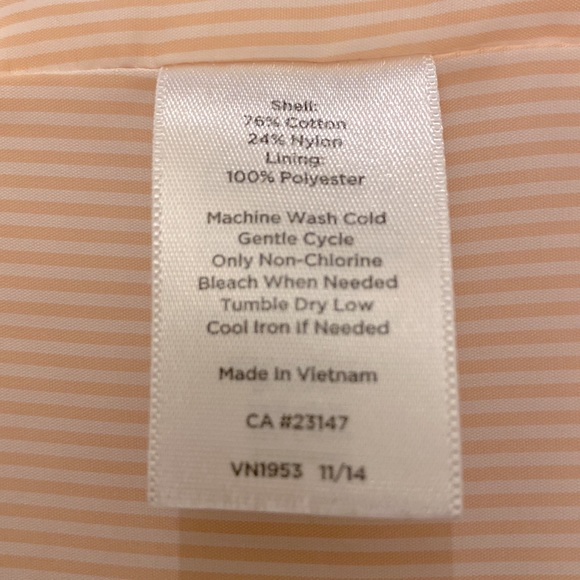 Shell:
76% Cotton
24% Nylon
Lining:
100% Polyester
Machine Wash Cold
Gentle Cycle
Only Non-Chlorine
Bleach When Needed
Tumble Dry Low
Cool Iron If Needed
Made In Vietnam
CA #23147
VN1953 11/14